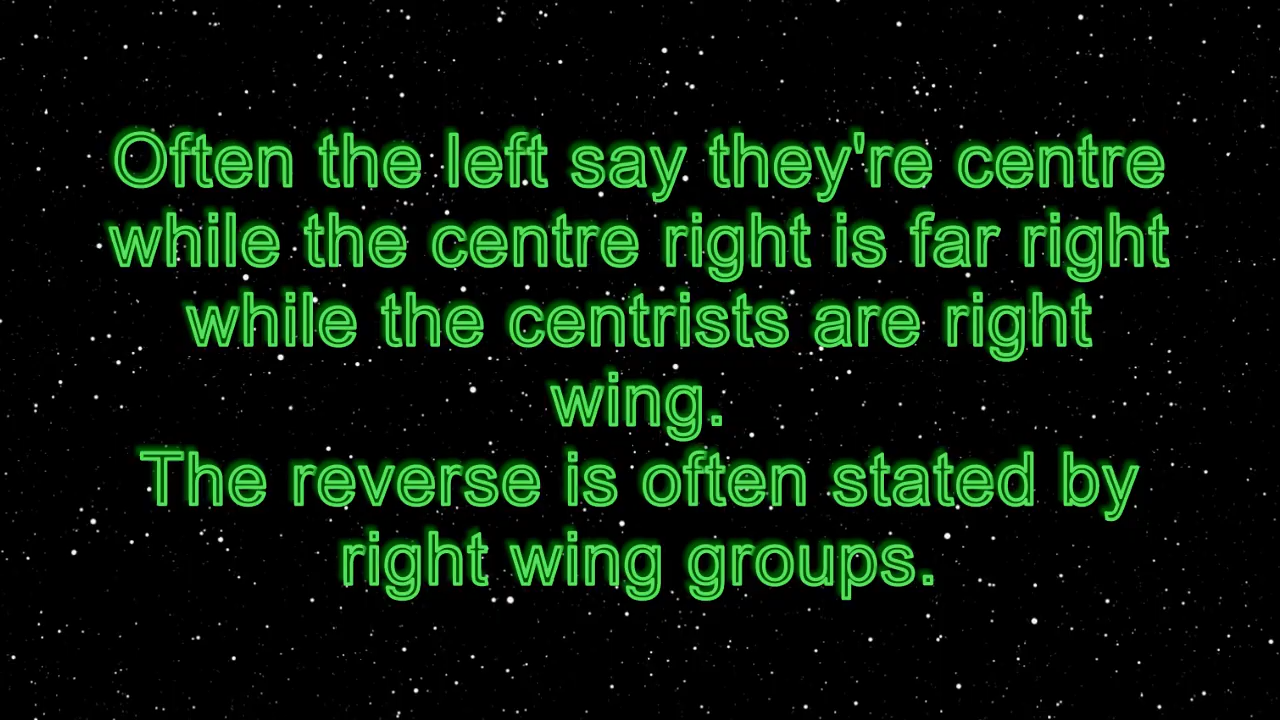 Often the left say they're centre
while the centre right is far right
while the centrists are right
wing.
The reverse is often stated by
right wing groups.